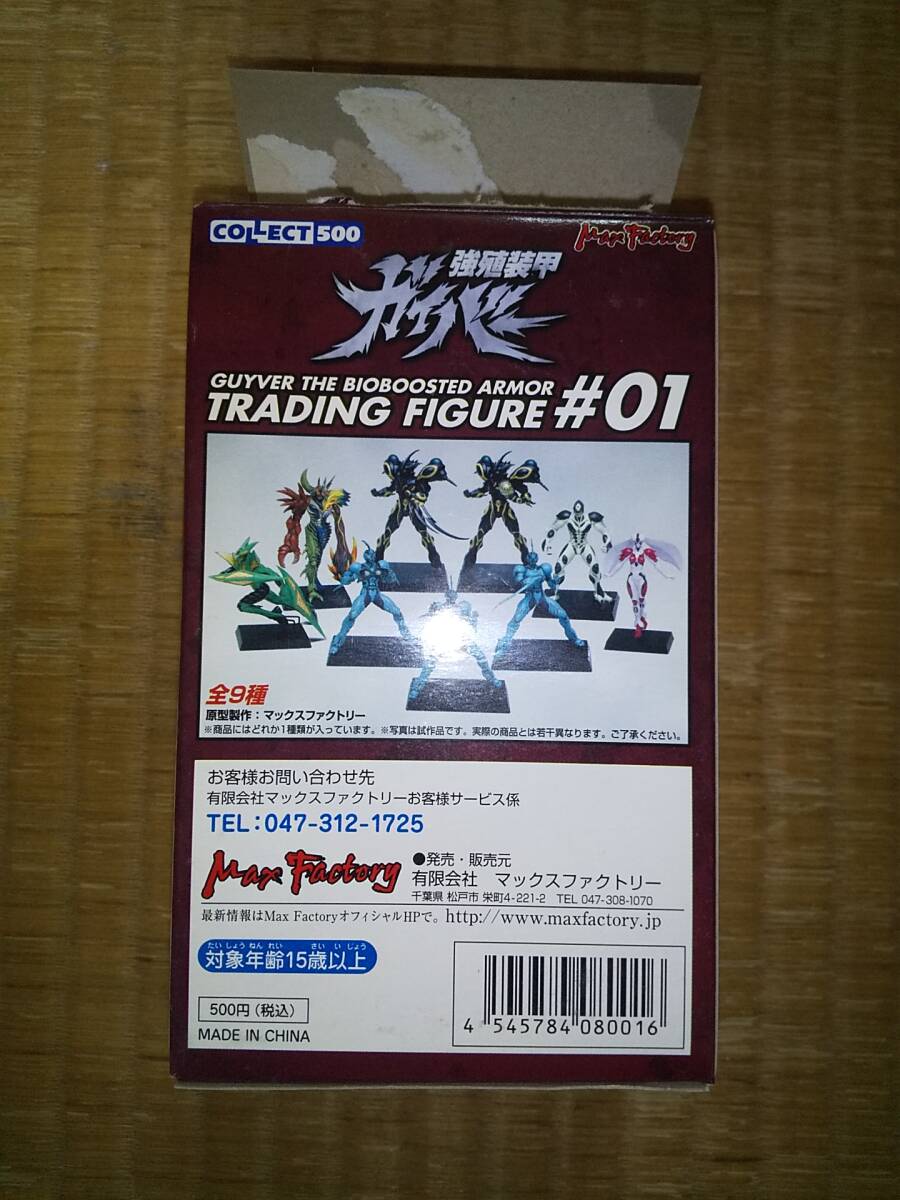 COLLECT 500
Max Factory
強殖装甲
ガイバー
GUYVER THE BIOBOOSTED ARMOR
TRADING FIGURE #01
全9種
原型製作：マックスファクトリー
※商品にはどれか1種類が入っています。※写真は試作品です。実際の商品とは若干異なります。ご了承ください。
お客様お問い合わせ先
有限会社マックスファクトリーお客様サービス係
TEL：047-312-1725
Max Factory
●発売・販売元
有限会社 マックスファクトリー
千葉県 松戸市 栄町4-221-2 TEL 047-308-1070
最新情報はMax FactoryオフィシャルHPで。http://www.maxfactory.jp
たい しょう ねん れい さい い じょう
対象年齢15歳以上
500円（税込）
MADE IN CHINA
4 545784 080016